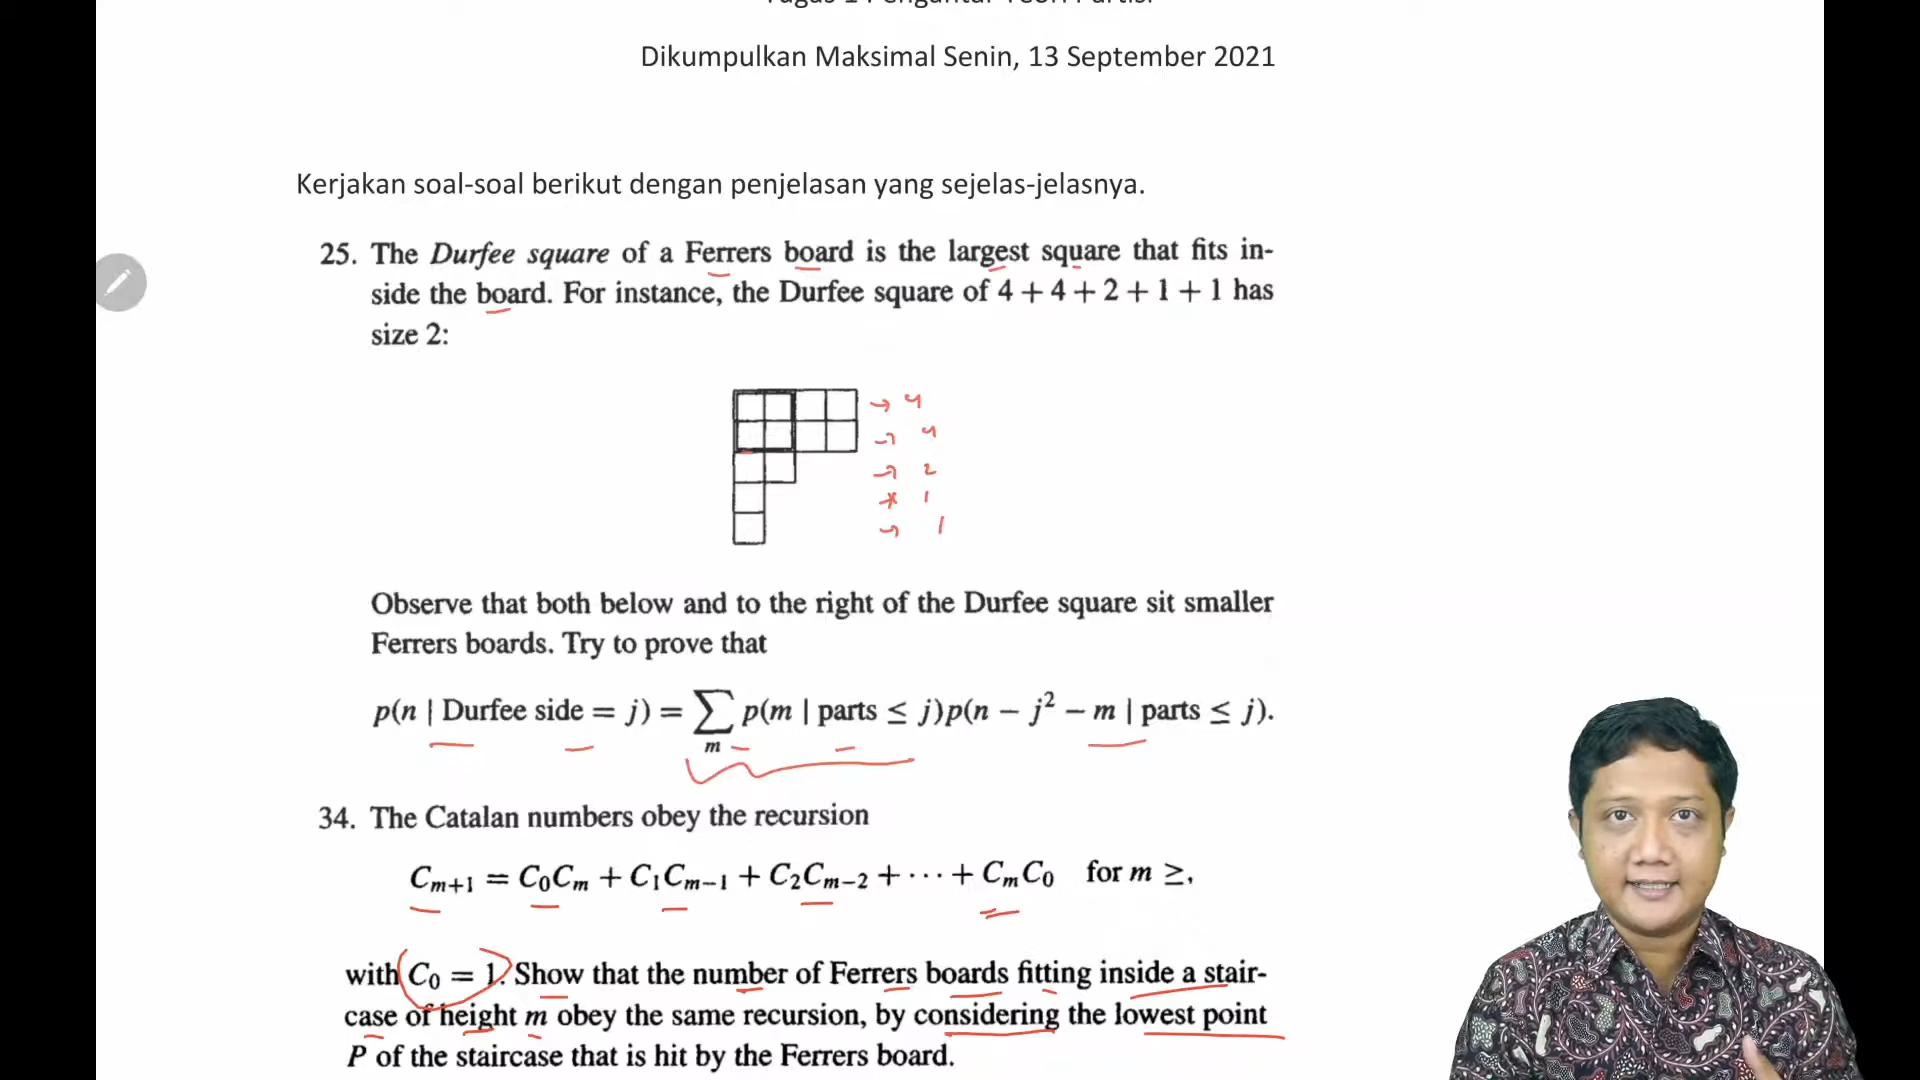 Tugas 1 Pengantar Teori Partisi
Dikumpulkan Maksimal Senin, 13 September 2021
Kerjakan soal-soal berikut dengan penjelasan yang sejelas-jelasnya.
25. The Durfee square of a Ferrers board is the largest square that fits in-
side the board. For instance, the Durfee square of 4 + 4 + 2 + 1 + 1 has
size 2:
→ 4
→ 4
→ 2
→ 1
→ 1
Observe that both below and to the right of the Durfee square sit smaller
Ferrers boards. Try to prove that
p(n | Durfee side = j) = ∑ₘ p(m | parts ≤ j)p(n − j² − m | parts ≤ j).
34. The Catalan numbers obey the recursion
Cₘ₊₁ = C₀Cₘ + C₁Cₘ₋₁ + C₂Cₘ₋₂ + ⋯ + CₘC₀ for m ≥,
with C₀ = 1. Show that the number of Ferrers boards fitting inside a stair-
case of height m obey the same recursion, by considering the lowest point
P of the staircase that is hit by the Ferrers board.